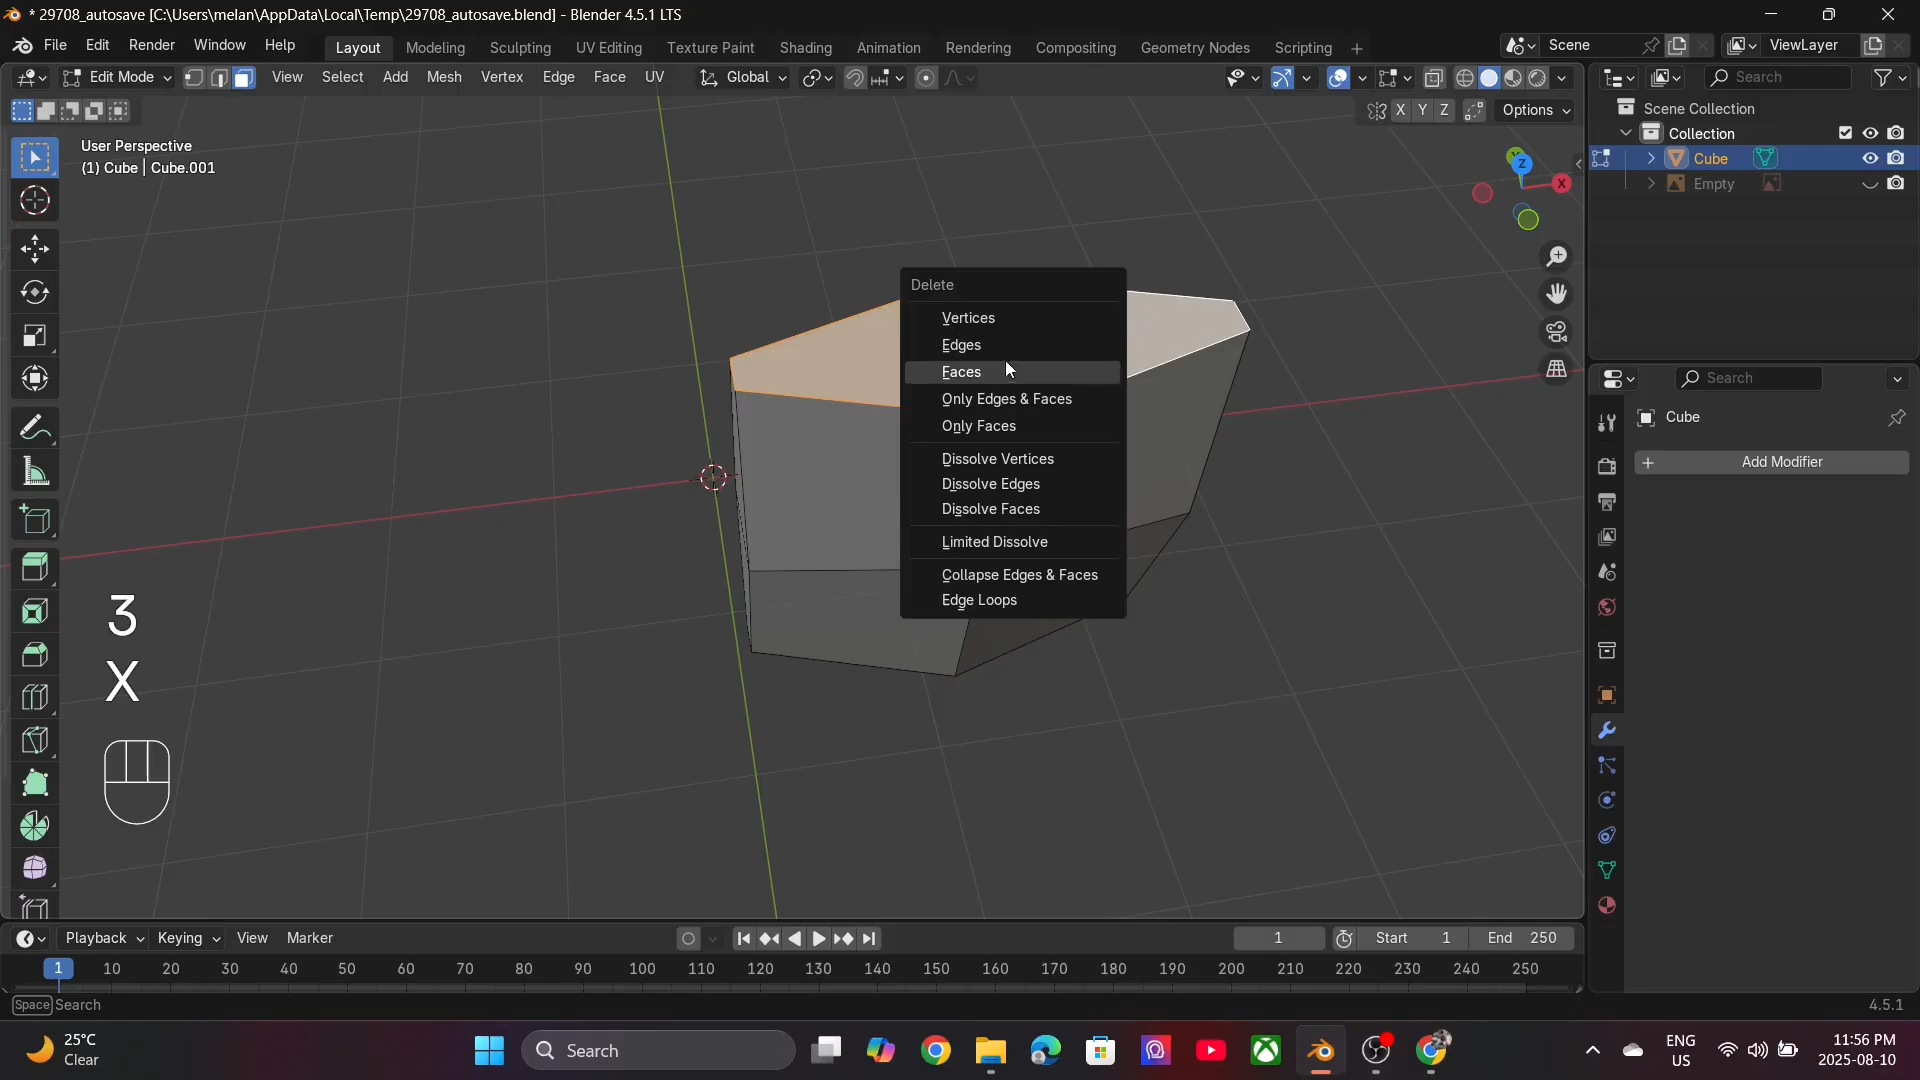 * 29708_autosave [C:\Users\melan\AppData\Local\Temp\29708_autosave.blend] - Blender 4.5.1 LTS
File Edit Render Window Help Layout Modeling Sculpting UV Editing Texture Paint Shading Animation Rendering Compositing Geometry Nodes Scripting + Scene ViewLayer
Edit Mode View Select Add Mesh Vertex Edge Face UV Global Search
X Y Z Options
Scene Collection
Collection
Cube
Empty
User Perspective
(1) Cube | Cube.001
Z
X
Delete
Vertices
Edges
Faces
Only Edges & Faces
Only Faces
Dissolve Vertices
Dissolve Edges
Dissolve Faces
Limited Dissolve
Collapse Edges & Faces
Edge Loops
Search
Cube
+ Add Modifier
3
X
Playback Keying View Marker 1 Start 1 End 250
1 10 20 30 40 50 60 70 80 90 100 110 120 130 140 150 160 170 180 190 200 210 220 230 240 250
Space Search 4.5.1
25°C
Clear
Search
ENG
US
11:56 PM
2025-08-10